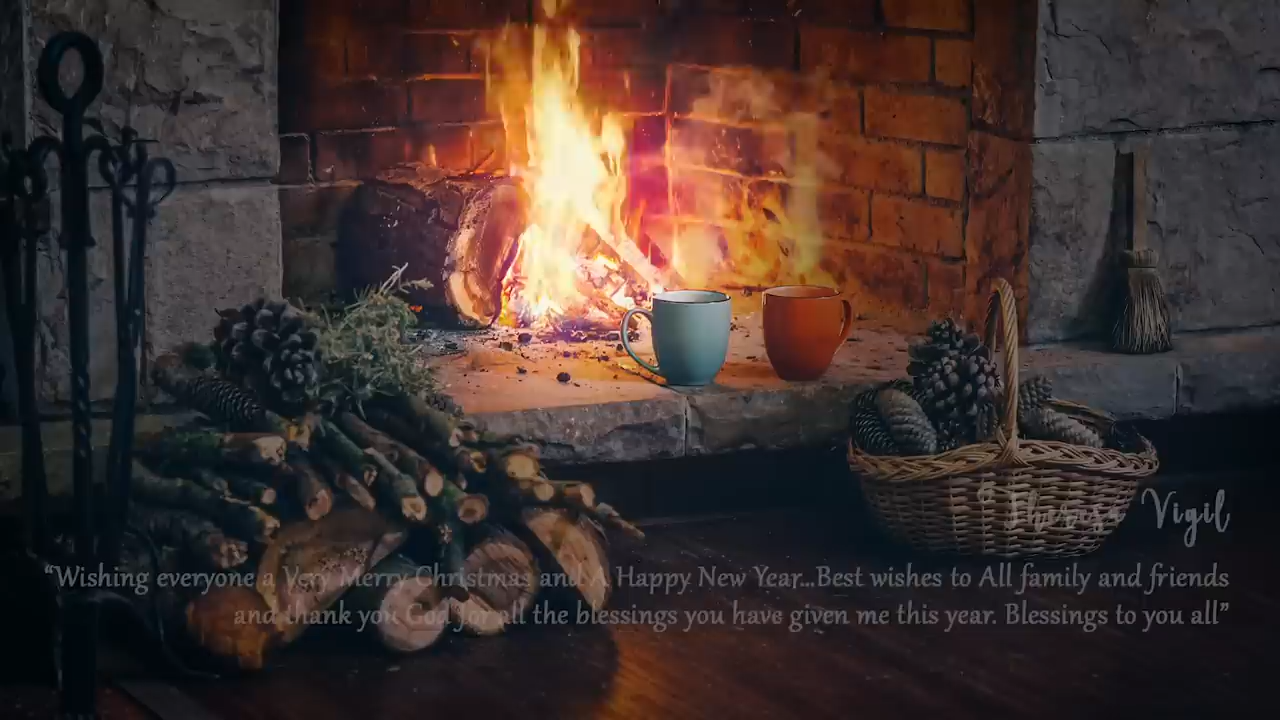 Theresa Vigil
“Wishing everyone a Very Merry Christmas and A Happy New Year...Best wishes to All family and friends
and thank you God for all the blessings you have given me this year. Blessings to you all”